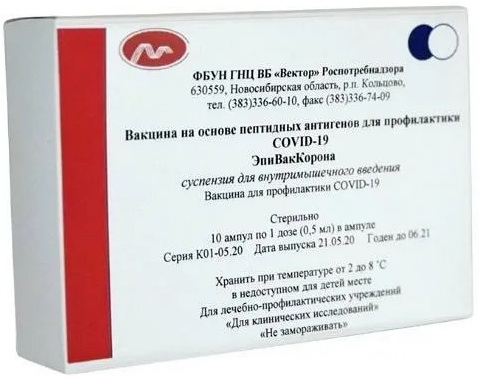 ФБУН ГНЦ ВБ «Вектор» Роспотребнадзора
630559, Новосибирская область, р.п. Кольцово,
тел. (383)336-60-10, факс (383)336-74-09
Вакцина на основе пептидных антигенов для профилактики
COVID-19
ЭпиВакКорона
суспензия для внутримышечного введения
Вакцина для профилактики COVID-19
Стерильно
10 ампул по 1 дозе (0,5 мл) в ампуле
Серия К01-05.20 Дата выпуска 21.05.20 Годен до 06.21
Хранить при температуре от 2 до 8 °С
в недоступном для детей месте
Для лечебно-профилактических учреждений
«Для клинических исследований»
«Не замораживать»